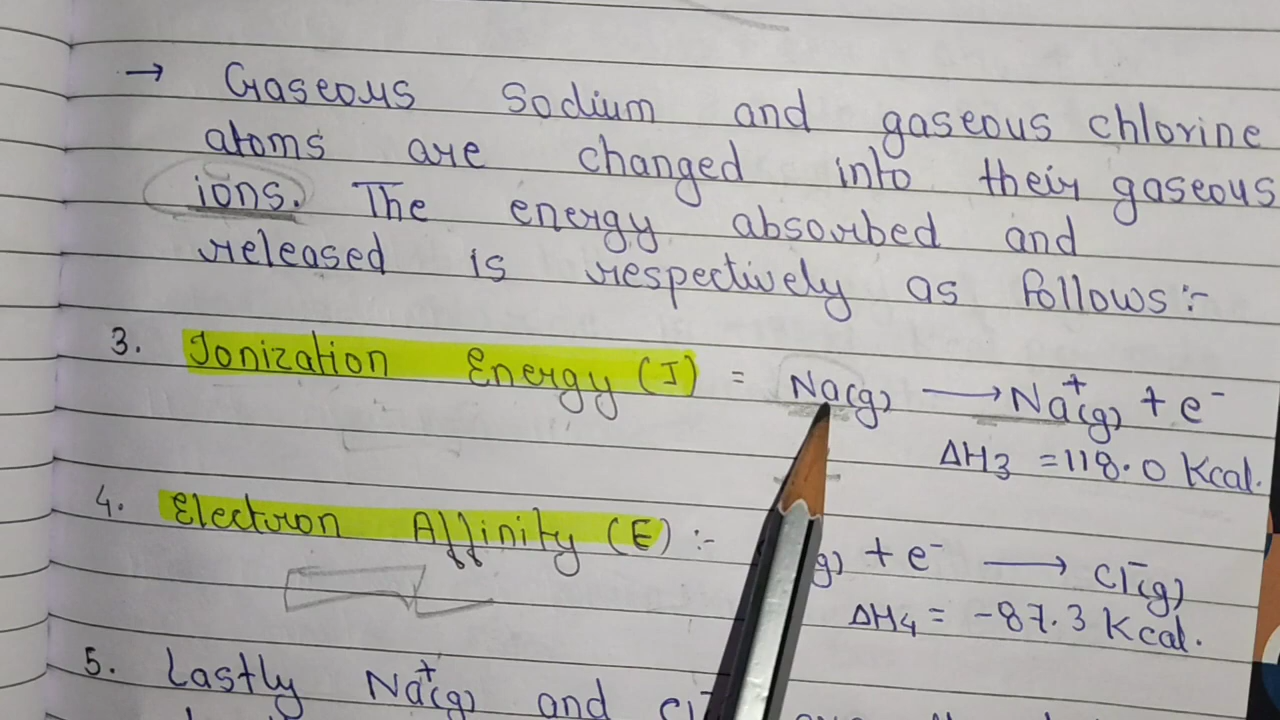 → Gaseous Sodium and gaseous chlorine
atoms are changed into their gaseous
ions. The energy absorbed and
released is respectively as follows:-
3. Ionization Energy (I) = Na(g) → Na⁺(g) + e⁻
ΔH3 = 118.0 Kcal.
4. Electron Affinity (E) :- g) + e⁻ → Cl⁻(g)
ΔH4 = -87.3 Kcal.
5. Lastly Na⁺(g) and Cl⁻